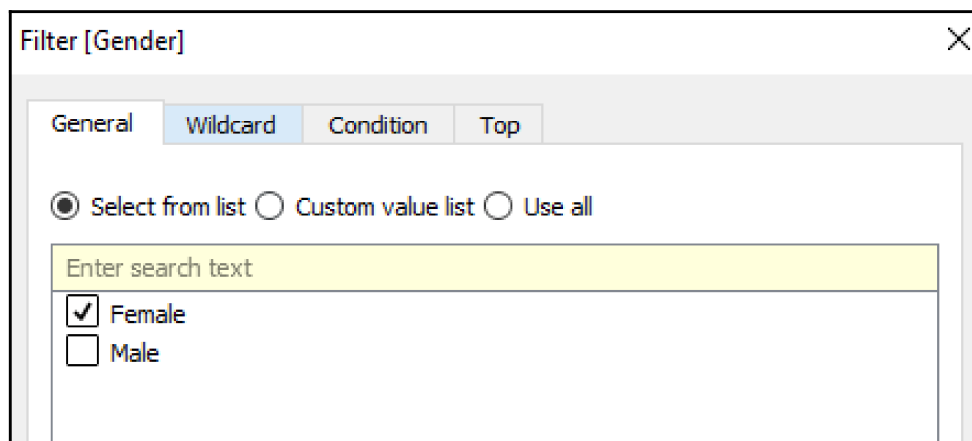 Filter [Gender]
General Wildcard Condition Top
Select from list Custom value list Use all
Enter search text
Female
Male